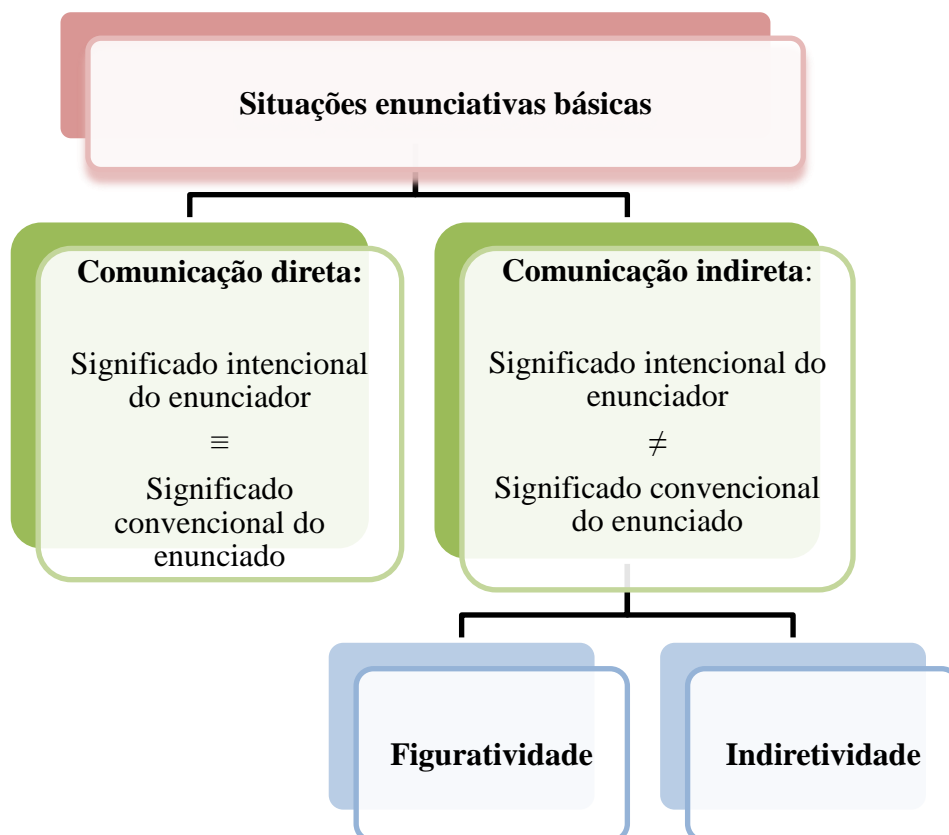 Situações enunciativas básicas
Comunicação direta:
Significado intencional
do enunciador
≡
Significado
convencional do
enunciado
Comunicação indireta:
Significado intencional do
enunciador
≠
Significado convencional
do enunciado
Figuratividade
Indiretividade